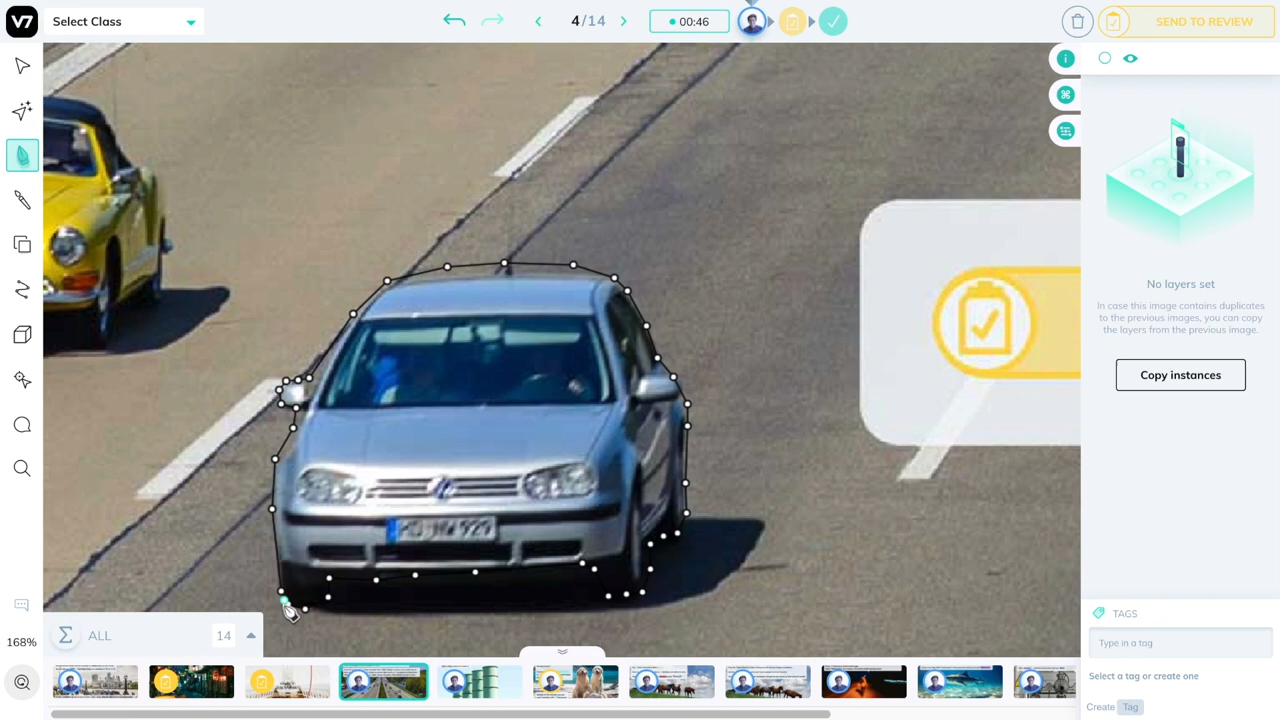 V7
Select Class
4/14
00:46
SEND TO REVIEW
i
No layers set
In case this image contains duplicates
to the previous images, you can copy
the layers from the previous image.
Copy instances
ALL
14
168%
TAGS
Type in a tag
Select a tag or create one
Create Tag